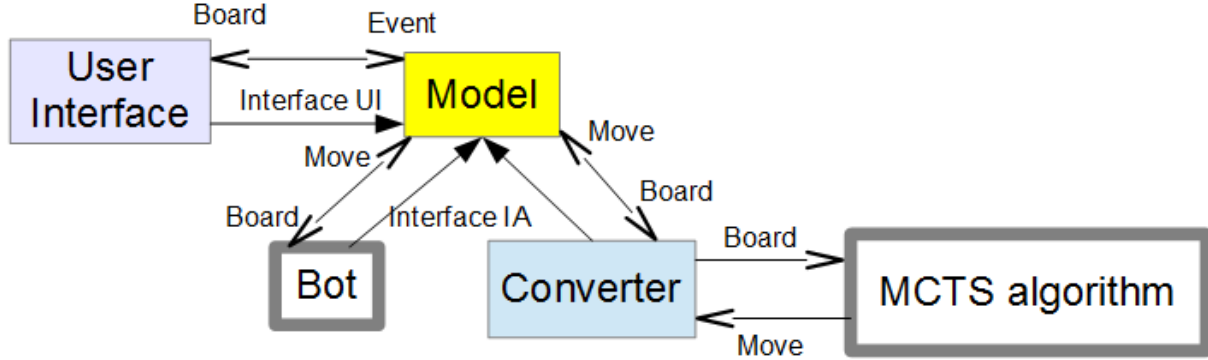 Board
Event
User
Interface
Model
Interface UI
Move
Move
Board
Interface IA
Board
Board
Bot
Converter
MCTS algorithm
Move